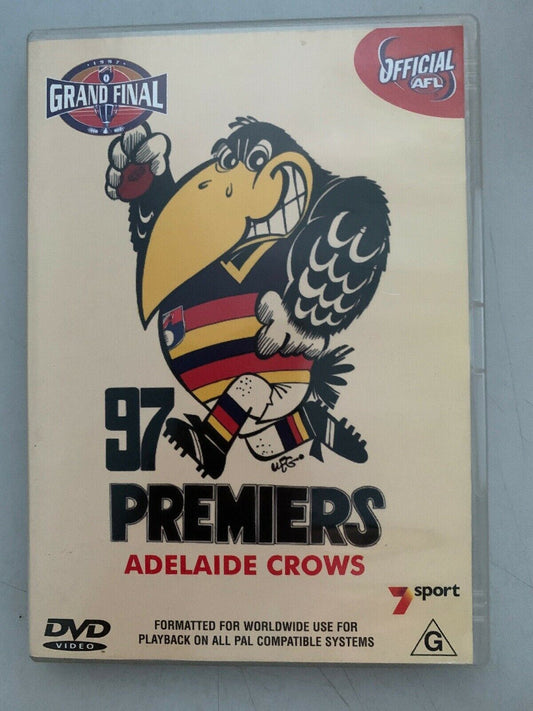 1997
GRAND FINAL
OFFICIAL
AFL
97
PREMIERS
WEG
ADELAIDE CROWS
7 sport
DVD
VIDEO
FORMATTED FOR WORLDWIDE USE FOR
PLAYBACK ON ALL PAL COMPATIBLE SYSTEMS
G